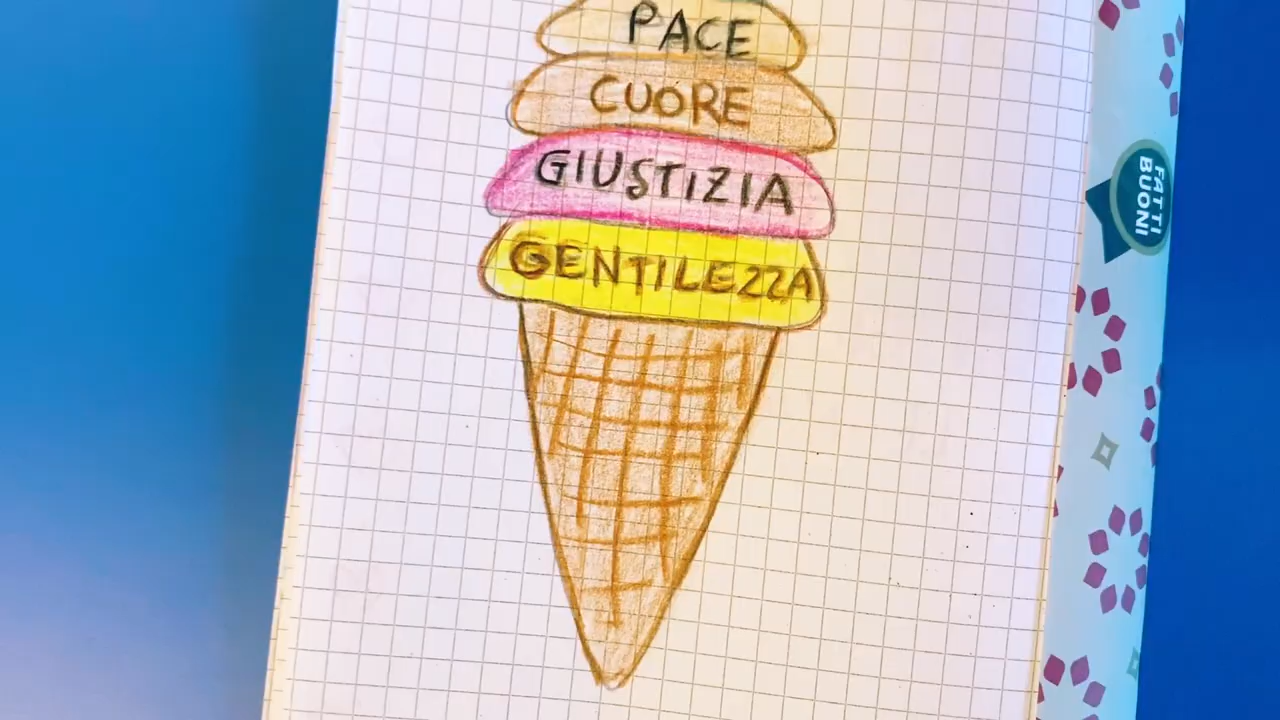 PACE
CUORE
GIUSTIZIA
GENTILEZZA
FATTI
BUONI